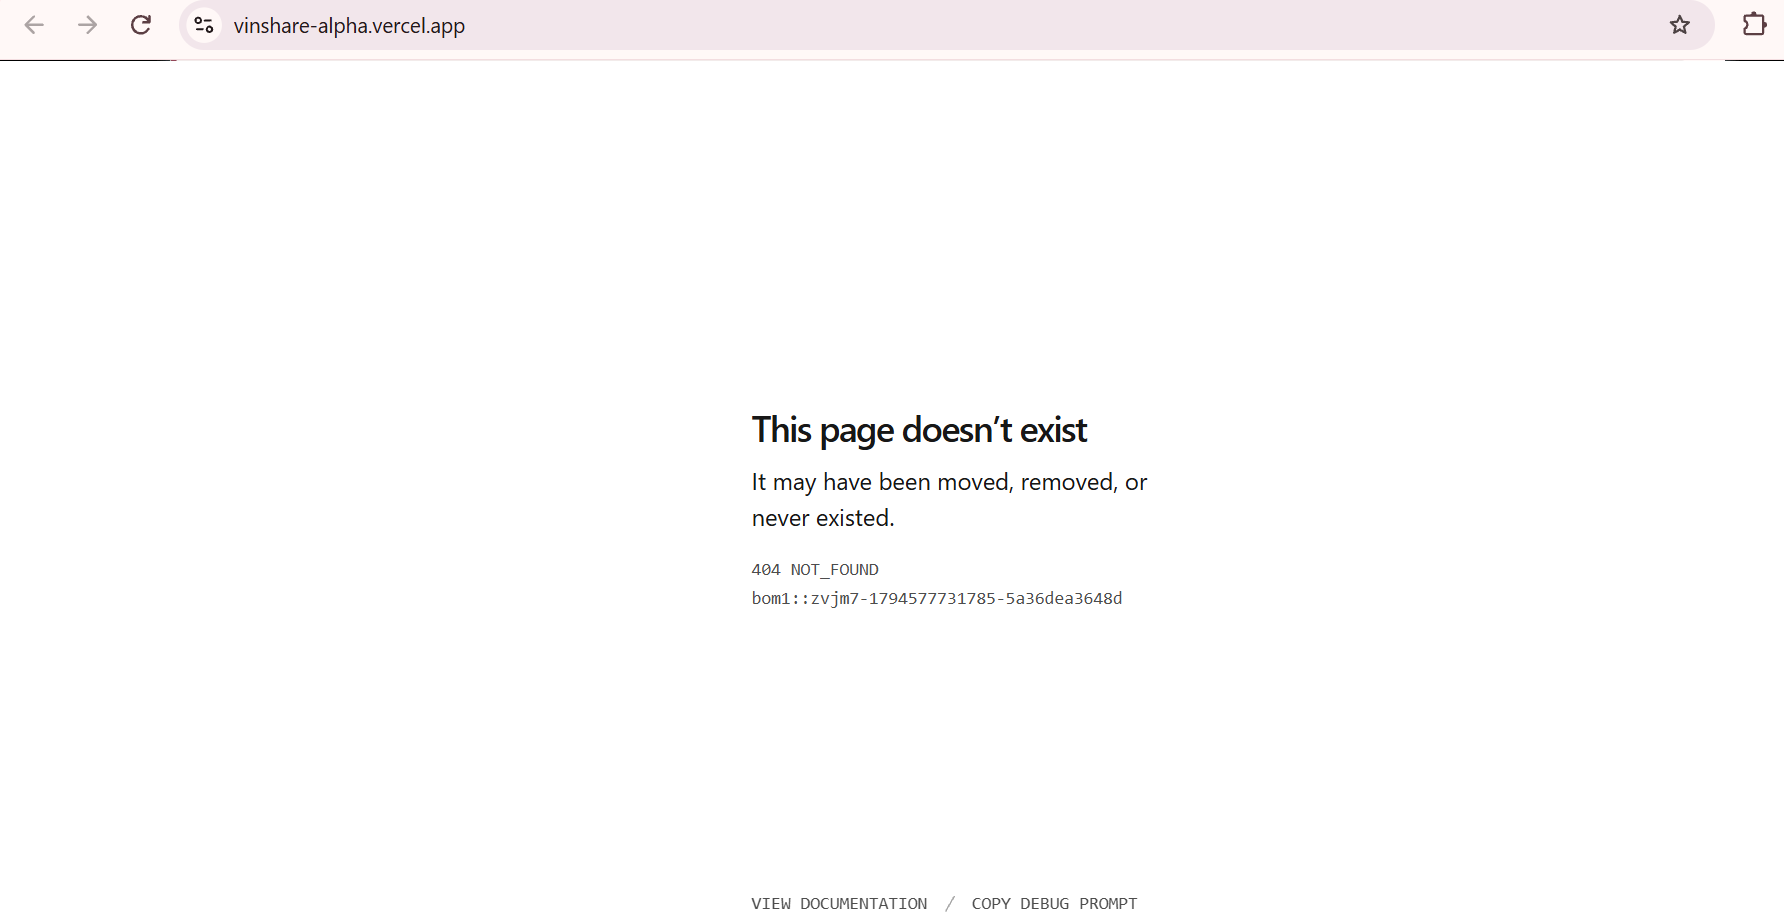 vinshare-alpha.vercel.app
This page doesn’t exist
It may have been moved, removed, or
never existed.
404 NOT_FOUND
bom1::zvjm7-1794577731785-5a36dea3648d
VIEW DOCUMENTATION / COPY DEBUG PROMPT